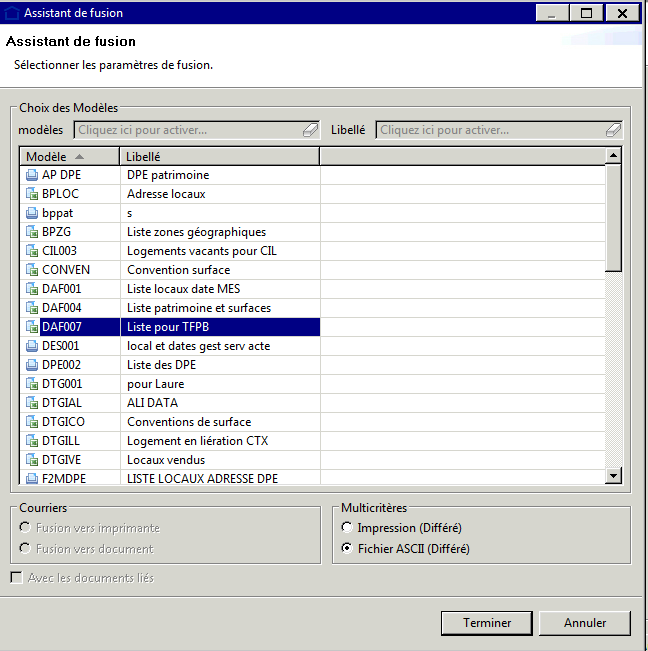 Assistant de fusion
Assistant de fusion
Sélectionner les paramètres de fusion.
Choix des Modèles
modèles Cliquez ici pour activer... Libellé Cliquez ici pour activer...
Modèle Libellé
AP DPE DPE patrimoine
BPLOC Adresse locaux
bppat s
BPZG Liste zones géographiques
CIL003 Logements vacants pour CIL
CONVEN Convention surface
DAF001 Liste locaux date MES
DAF004 Liste patrimoine et surfaces
DAF007 Liste pour TFPB
DES001 local et dates gest serv acte
DPE002 Liste des DPE
DTG001 pour Laure
DTGIAL ALI DATA
DTGICO Conventions de surface
DTGILL Logement en liération CTX
DTGIVE Locaux vendus
F2MDPE LISTE LOCAUX ADRESSE DPE
Courriers Multicritères
Fusion vers imprimante Impression (Différé)
Fusion vers document Fichier ASCII (Différé)
Avec les documents liés
Terminer Annuler